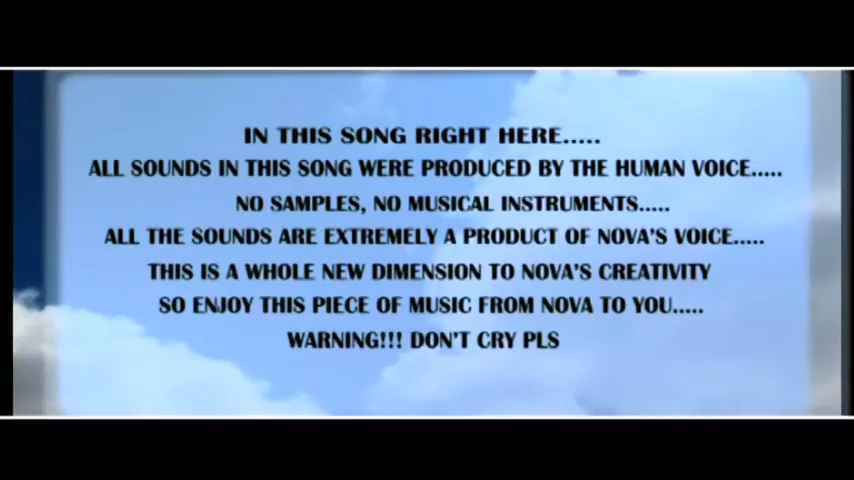 IN THIS SONG RIGHT HERE.....
ALL SOUNDS IN THIS SONG WERE PRODUCED BY THE HUMAN VOICE.....
NO SAMPLES, NO MUSICAL INSTRUMENTS.....
ALL THE SOUNDS ARE EXTREMELY A PRODUCT OF NOVA'S VOICE.....
THIS IS A WHOLE NEW DIMENSION TO NOVA'S CREATIVITY
SO ENJOY THIS PIECE OF MUSIC FROM NOVA TO YOU.....
WARNING!!! DON'T CRY PLS